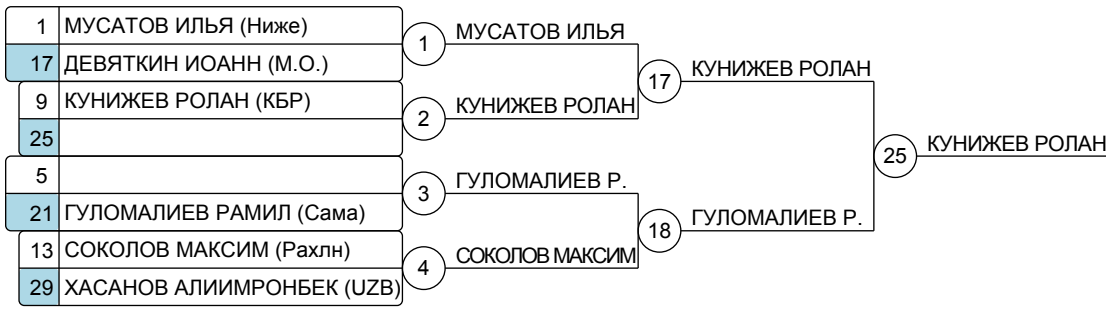 1 МУСАТОВ ИЛЬЯ (Ниже)
17 ДЕВЯТКИН ИОАНН (М.О.)
1 МУСАТОВ ИЛЬЯ
9 КУНИЖЕВ РОЛАН (КБР)
25
2 КУНИЖЕВ РОЛАН
17 КУНИЖЕВ РОЛАН
5
21 ГУЛОМАЛИЕВ РАМИЛ (Сама)
3 ГУЛОМАЛИЕВ Р.
13 СОКОЛОВ МАКСИМ (Рахлн)
29 ХАСАНОВ АЛИИМРОНБЕК (UZB)
4 СОКОЛОВ МАКСИМ
18 ГУЛОМАЛИЕВ Р.
25 КУНИЖЕВ РОЛАН